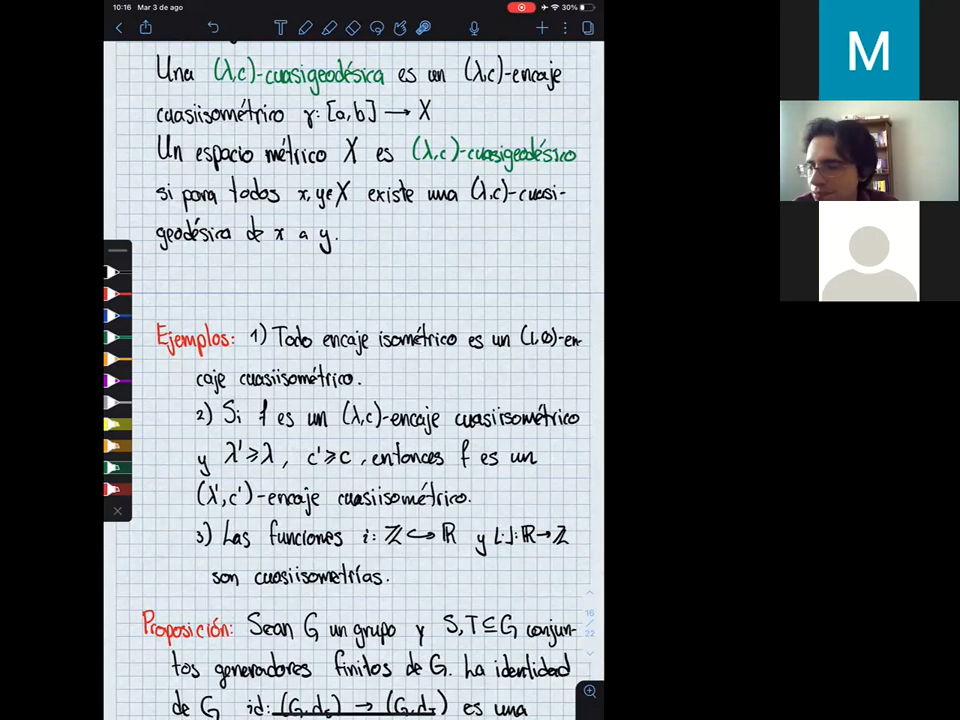 10:16 Mar 3 de ago
30%
Una (λ,c)-cuasigeodésica es un (λ,c)-encaje
cuasiisométrico γ: [a,b] → X
Un espacio métrico X es (λ,c)-cuasigeodésico
si para todos x,y∈X existe una (λ,c)-cuasi-
geodésica de x a y.
Ejemplos: 1) Todo encaje isométrico es un (1,0)-en-
caje cuasiisométrico.
2) Si f es un (λ,c)-encaje cuasiisométrico
y λ'≥λ, c'≥c, entonces f es un
(λ',c')-encaje cuasiisométrico.
3) Las funciones i: ℤ↪ℝ y ⌊·⌋:ℝ→ℤ
son cuasiisometrías.
Proposición: Sean G un grupo y S,T⊆G conjun-
tos generadores finitos de G. La identidad
de G id: (G,d_S) → (G,d_T) es una
16
/
22
M